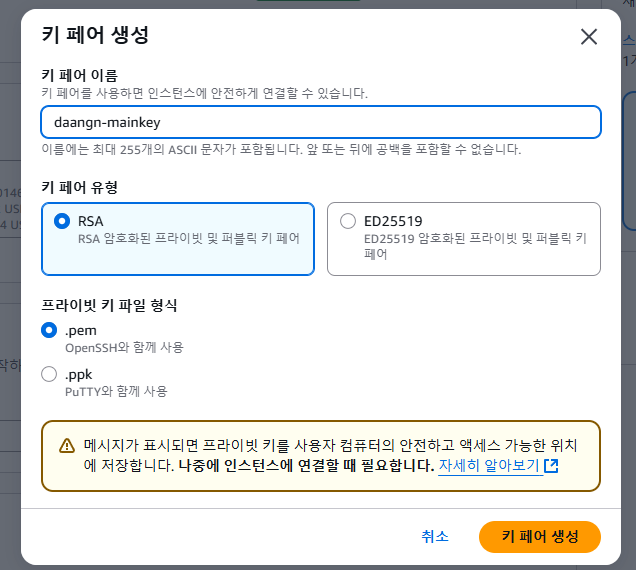 키 페어 생성
키 페어 이름
키 페어를 사용하면 인스턴스에 안전하게 연결할 수 있습니다.
daangn-mainkey
이름에는 최대 255개의 ASCII 문자가 포함됩니다. 앞 또는 뒤에 공백을 포함할 수 없습니다.
키 페어 유형
RSA
RSA 암호화된 프라이빗 및 퍼블릭 키 페어
ED25519
ED25519 암호화된 프라이빗 및 퍼블릭 키
페어
프라이빗 키 파일 형식
.pem
OpenSSH와 함께 사용
.ppk
PuTTY와 함께 사용
메시지가 표시되면 프라이빗 키를 사용자 컴퓨터의 안전하고 액세스 가능한 위치
에 저장합니다. 나중에 인스턴스에 연결할 때 필요합니다. 자세히 알아보기
취소
키 페어 생성